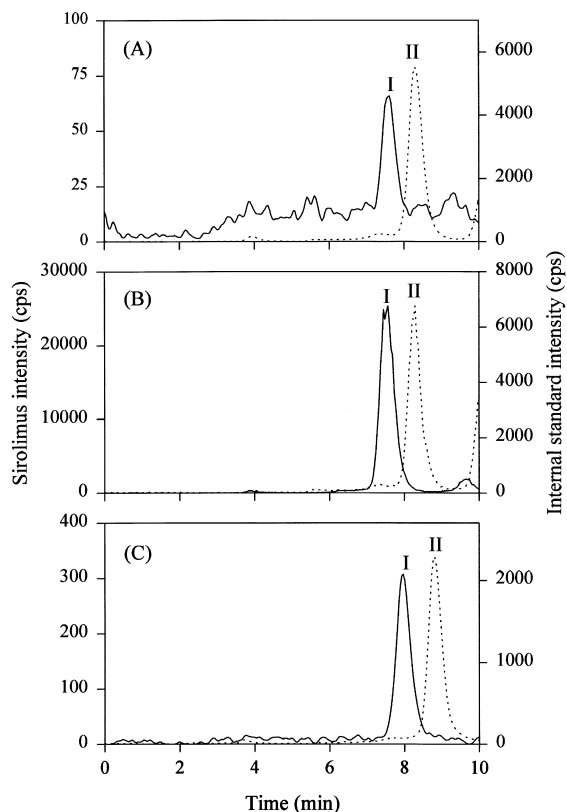 (A)
I
II
100
75
50
25
0
6000
4000
2000
0
(B)
I
II
30000
20000
10000
0
8000
6000
4000
2000
0
(C)
I
II
400
300
200
100
0
2000
1000
0
0 2 4 6 8 10
Time (min)
Sirolimus intensity (cps)
Internal standard intensity (cps)